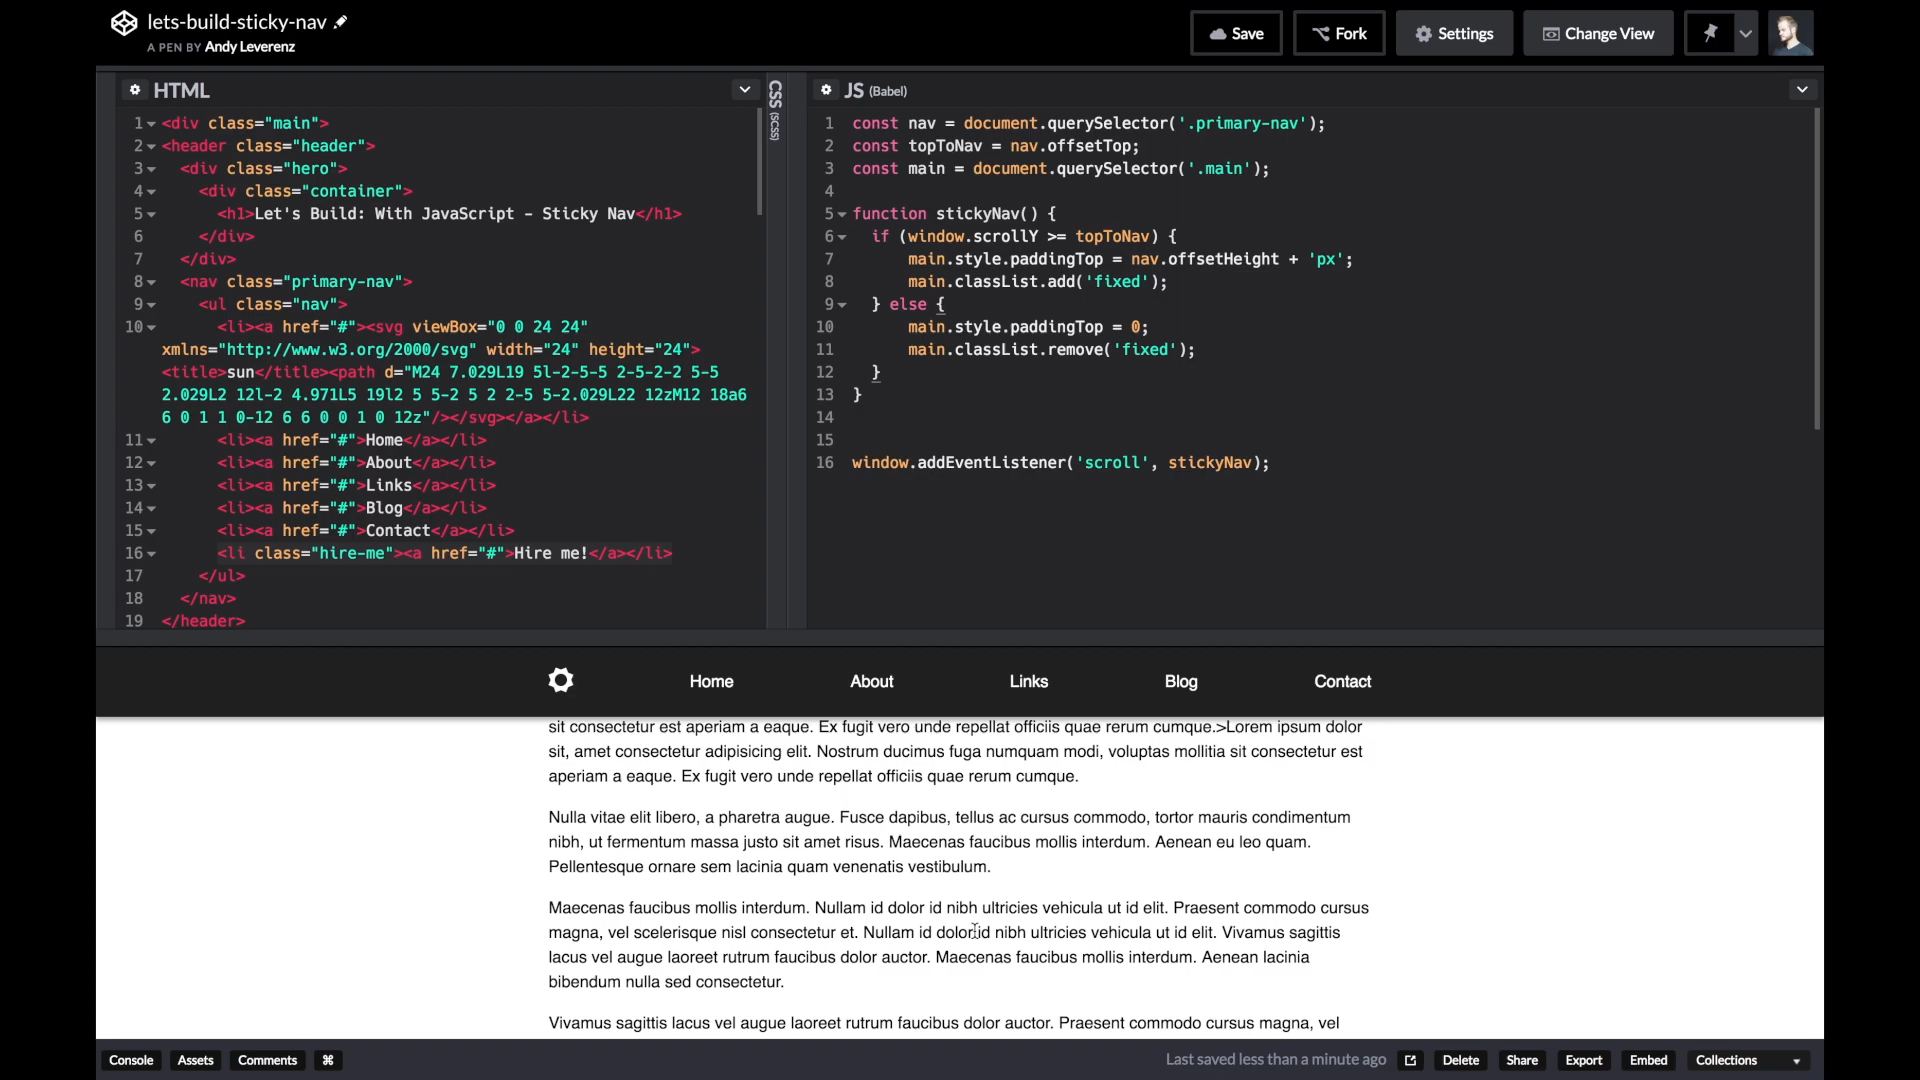 lets-build-sticky-nav
A PEN BY Andy Leverenz
Save
Fork
Settings
Change View
HTML
1 <div class="main">
2 <header class="header">
3 <div class="hero">
4 <div class="container">
5 <h1>Let's Build: With JavaScript - Sticky Nav</h1>
6 </div>
7 </div>
8 <nav class="primary-nav">
9 <ul class="nav">
10 <li><a href="#"><svg viewBox="0 0 24 24"
xmlns="http://www.w3.org/2000/svg" width="24" height="24">
<title>sun</title><path d="M24 7.029L19 5l-2-5-5 2-5-2-2 5-5
2.029L2 12l-2 4.971L5 19l2 5 5-2 5 2 2-5 5-2.029L22 12zM12 18a6
6 0 1 1 0-12 6 6 0 0 1 0 12z"/></svg></a></li>
11 <li><a href="#">Home</a></li>
12 <li><a href="#">About</a></li>
13 <li><a href="#">Links</a></li>
14 <li><a href="#">Blog</a></li>
15 <li><a href="#">Contact</a></li>
16 <li class="hire-me"><a href="#">Hire me!</a></li>
17 </ul>
18 </nav>
19 </header>
CSS (SCSS)
JS (Babel)
1 const nav = document.querySelector('.primary-nav');
2 const topToNav = nav.offsetTop;
3 const main = document.querySelector('.main');
4
5 function stickyNav() {
6 if (window.scrollY >= topToNav) {
7 main.style.paddingTop = nav.offsetHeight + 'px';
8 main.classList.add('fixed');
9 } else {
10 main.style.paddingTop = 0;
11 main.classList.remove('fixed');
12 }
13 }
14
15
16 window.addEventListener('scroll', stickyNav);
Home About Links Blog Contact
sit consectetur est aperiam a eaque. Ex fugit vero unde repellat officiis quae rerum cumque.>Lorem ipsum dolor
sit, amet consectetur adipisicing elit. Nostrum ducimus fuga numquam modi, voluptas mollitia sit consectetur est
aperiam a eaque. Ex fugit vero unde repellat officiis quae rerum cumque.
Nulla vitae elit libero, a pharetra augue. Fusce dapibus, tellus ac cursus commodo, tortor mauris condimentum
nibh, ut fermentum massa justo sit amet risus. Maecenas faucibus mollis interdum. Aenean eu leo quam.
Pellentesque ornare sem lacinia quam venenatis vestibulum.
Maecenas faucibus mollis interdum. Nullam id dolor id nibh ultricies vehicula ut id elit. Praesent commodo cursus
magna, vel scelerisque nisl consectetur et. Nullam id dolor id nibh ultricies vehicula ut id elit. Vivamus sagittis
lacus vel augue laoreet rutrum faucibus dolor auctor. Maecenas faucibus mollis interdum. Aenean lacinia
bibendum nulla sed consectetur.
Vivamus sagittis lacus vel augue laoreet rutrum faucibus dolor auctor. Praesent commodo cursus magna, vel
Console
Assets
Comments
⌘
Last saved less than a minute ago
Delete
Share
Export
Embed
Collections